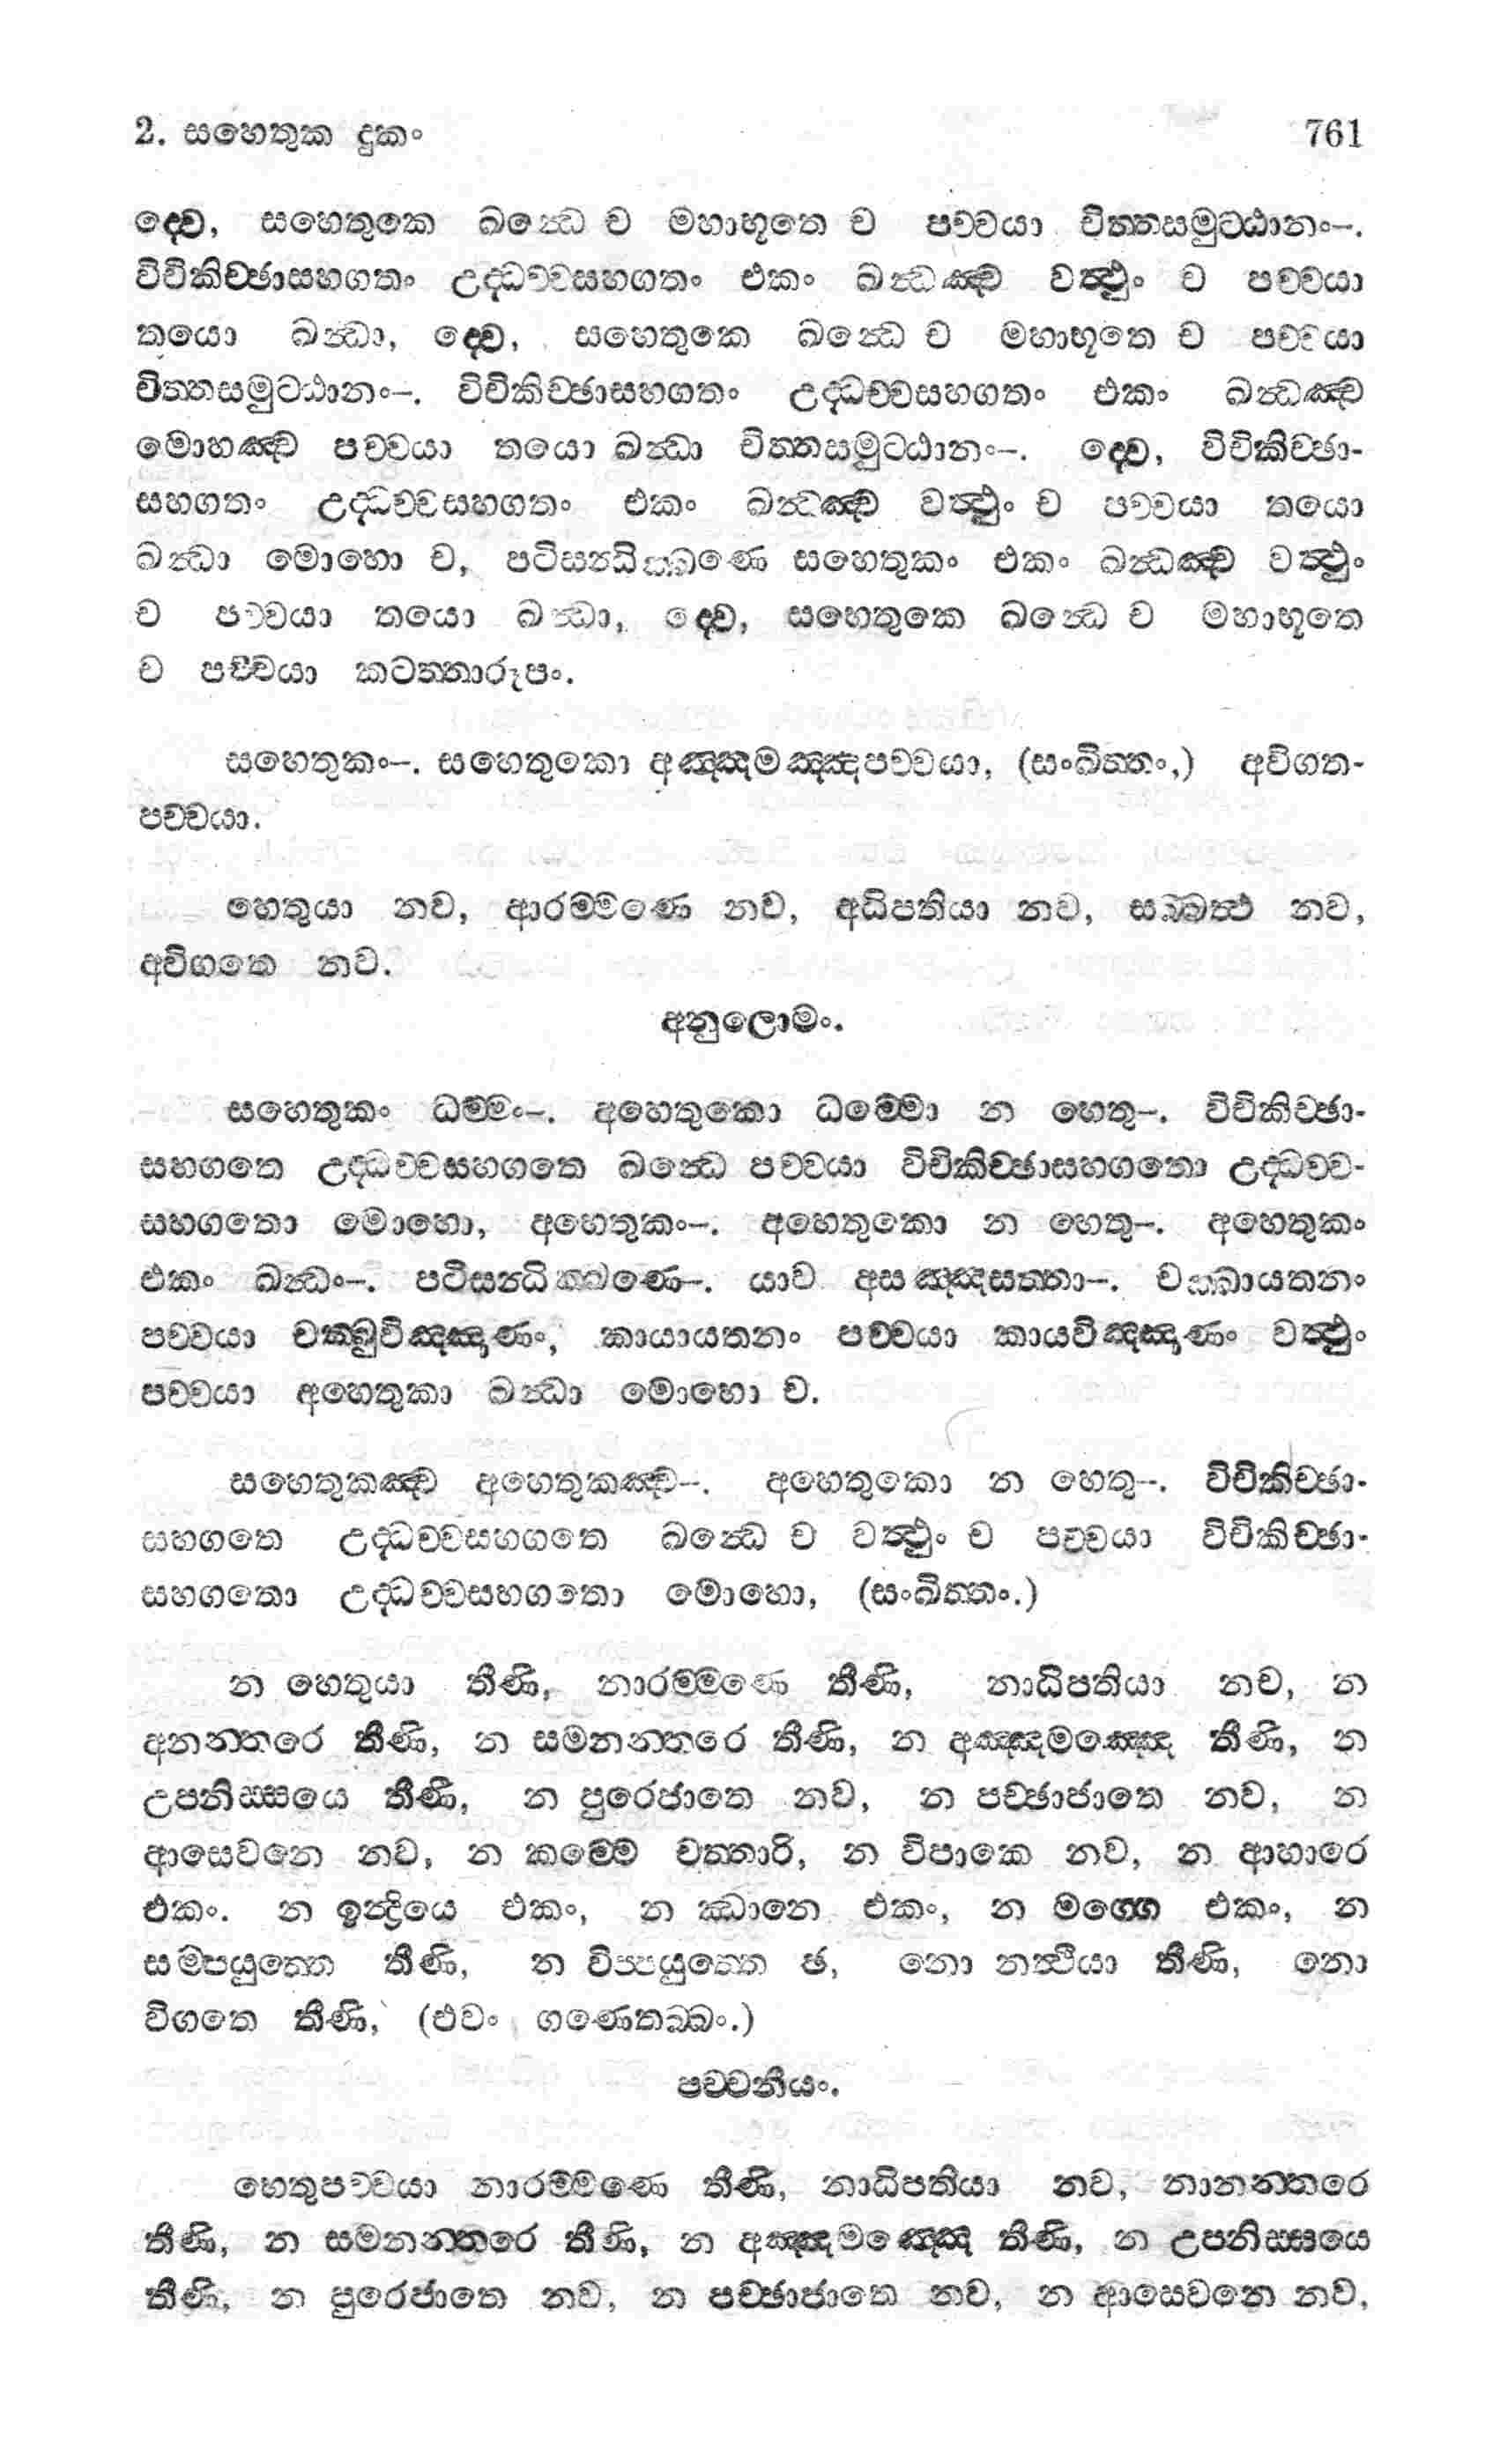 2. සහෙතුක දුකං 761
ද්වෙ, සහෙතුකෙ ඛන්ධෙ ච මහාභූතෙ ච පච්චයා චිත්තසමුට්ඨානං–.
විචිකිච්ඡාසහගතං උද්ධච්චසහගතං එකං ඛන්ධඤ්ච වත්ථුං ච පච්චයා
තයො ඛන්ධා, ද්වෙ, සහෙතුකෙ ඛන්ධෙ ච මහාභූතෙ ච පච්චයා
චිත්තසමුට්ඨානං–. විචිකිච්ඡාසහගතං උද්ධච්චසහගතං එකං ඛන්ධඤ්ච
මොහඤ්ච පච්චයා තයො ඛන්ධා චිත්තසමුට්ඨානං–. ද්වෙ, විචිකිච්ඡා-
සහගතං උද්ධච්චසහගතං එකං ඛන්ධඤ්ච වත්ථුං ච පච්චයා තයො
ඛන්ධා මොහො ච, පටිසන්ධික්ඛණෙ සහෙතුකං එකං ඛන්ධඤ්ච වත්ථුං
ච පච්චයා තයො ඛන්ධා, ද්වෙ, සහෙතුකෙ ඛන්ධෙ ච මහාභූතෙ
ච පච්චයා කටත්තාරූපං.
සහෙතුකං–. සහෙතුකො අඤ්ඤමඤ්ඤපච්චයා, (සංඛිත්තං,) අවිගත-
පච්චයා.
හෙතුයා නව, ආරම්මණෙ නව, අධිපතියා නව, සබ්බත්ථ නව,
අවිගතෙ නව.
අනුලොමං.
සහෙතුකං ධම්මං–. අහෙතුකො ධම්මො න හෙතු–. විචිකිච්ඡා-
සහගතෙ උද්ධච්චසහගතෙ ඛන්ධෙ පච්චයා විචිකිච්ඡාසහගතො උද්ධච්ච-
සහගතො මොහො, අහෙතුකං–. අහෙතුකො න හෙතු–. අහෙතුකං
එකං ඛන්ධං–. පටිසන්ධික්ඛණෙ–. යාව අසඤ්ඤසත්තා–. චක්ඛායතනං
පච්චයා චක්ඛුවිඤ්ඤාණං, කායායතනං පච්චයා කායවිඤ්ඤාණං වත්ථුං
පච්චයා අහෙතුකා ඛන්ධා මොහො ච.
සහෙතුකඤ්ච අහෙතුකඤ්ච–. අහෙතුකො න හෙතු–. විචිකිච්ඡා-
සහගතෙ උද්ධච්චසහගතෙ ඛන්ධෙ ච වත්ථුං ච පච්චයා විචිකිච්ඡා-
සහගතො උද්ධච්චසහගතො මොහො, (සංඛිත්තං.)
න හෙතුයා තීණි, නාරම්මණෙ තීණි, නාධිපතියා නව, න
අනන්තරෙ තීණි, න සමනන්තරෙ තීණි, න අඤ්ඤමඤ්ඤෙ තීණි, න
උපනිස්සයෙ තීණි, න පුරෙජාතෙ නව, න පච්ඡාජාතෙ නව, න
ආසෙවනෙ නව, න කම්මෙ චත්තාරි, න විපාකෙ නව, න ආහාරෙ
එකං. න ඉන්ද්‍රියෙ එකං, න ඣානෙ එකං, න මග්ගෙ එකං, න
සම්පයුත්තෙ තීණි, න විප්පයුත්තෙ ඡ, නො නත්ථියා තීණි, නො
විගතෙ තීණි, (එවං ගණෙතබ්බං.)
පච්චනීයං.
හෙතුපච්චයා නාරම්මණෙ තීණි, නාධිපතියා නව, නානන්තරෙ
තීණි, න සමනන්තරෙ තීණි, න අඤ්ඤමඤ්ඤෙ තීණි, න උපනිස්සයෙ
තීණි, න පුරෙජාතෙ නව, න පච්ඡාජාතෙ නව, න ආසෙවනෙ නව,